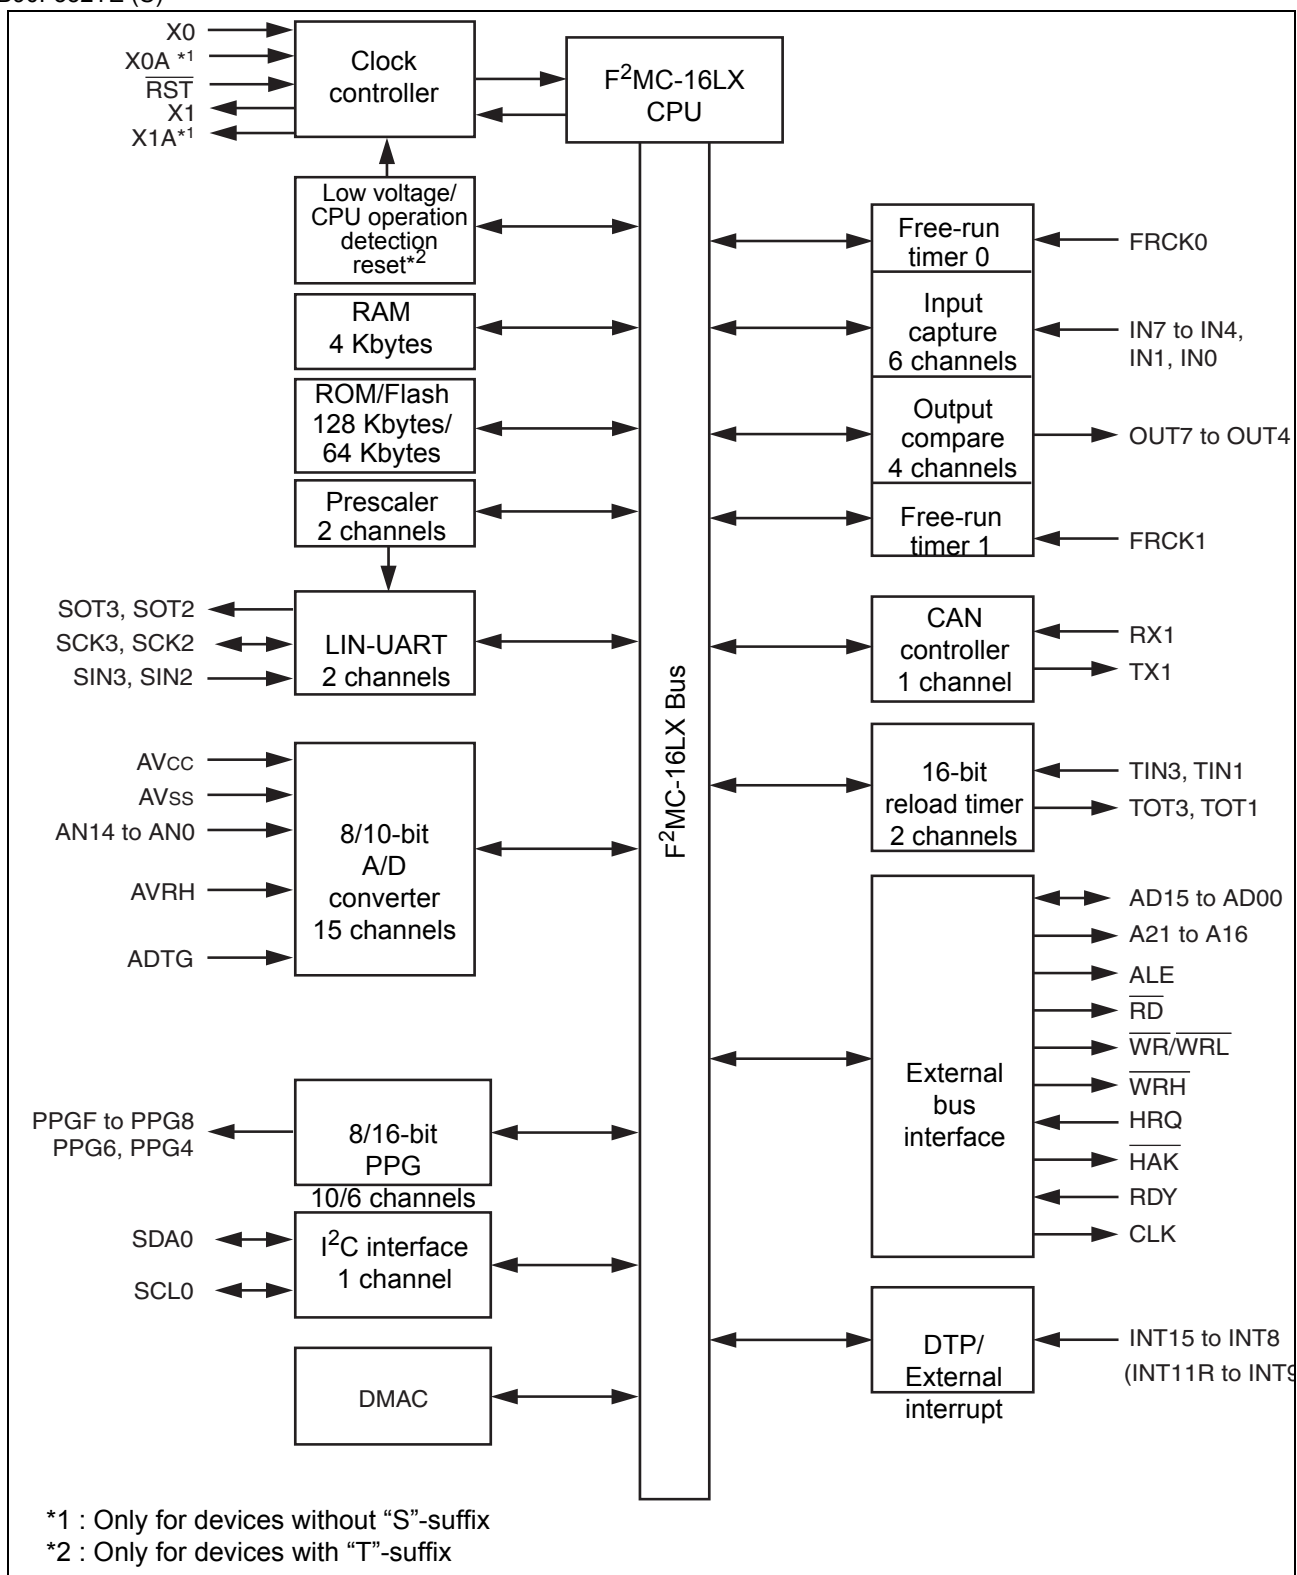 X0
X0A *1
RST
X1
X1A*1
Clock
controller
F2MC-16LX
CPU
Low voltage/
CPU operation
detection
reset*2
RAM
4 Kbytes
ROM/Flash
128 Kbytes/
64 Kbytes
Prescaler
2 channels
SOT3, SOT2
SCK3, SCK2
SIN3, SIN2
LIN-UART
2 channels
AVCC
AVSS
AN14 to AN0
AVRH
ADTG
8/10-bit
A/D
converter
15 channels
PPGF to PPG8
PPG6, PPG4
8/16-bit
PPG
10/6 channels
SDA0
SCL0
I2C interface
1 channel
DMAC
F2MC-16LX Bus
Free-run
timer 0
FRCK0
Input
capture
6 channels
IN7 to IN4,
IN1, IN0
Output
compare
4 channels
OUT7 to OUT4
Free-run
timer 1
FRCK1
CAN
controller
1 channel
RX1
TX1
16-bit
reload timer
2 channels
TIN3, TIN1
TOT3, TOT1
External
bus
interface
AD15 to AD00
A21 to A16
ALE
RD
WR/WRL
WRH
HRQ
HAK
RDY
CLK
DTP/
External
interrupt
INT15 to INT8
(INT11R to INT9
*1 : Only for devices without “S”-suffix
*2 : Only for devices with “T”-suffix